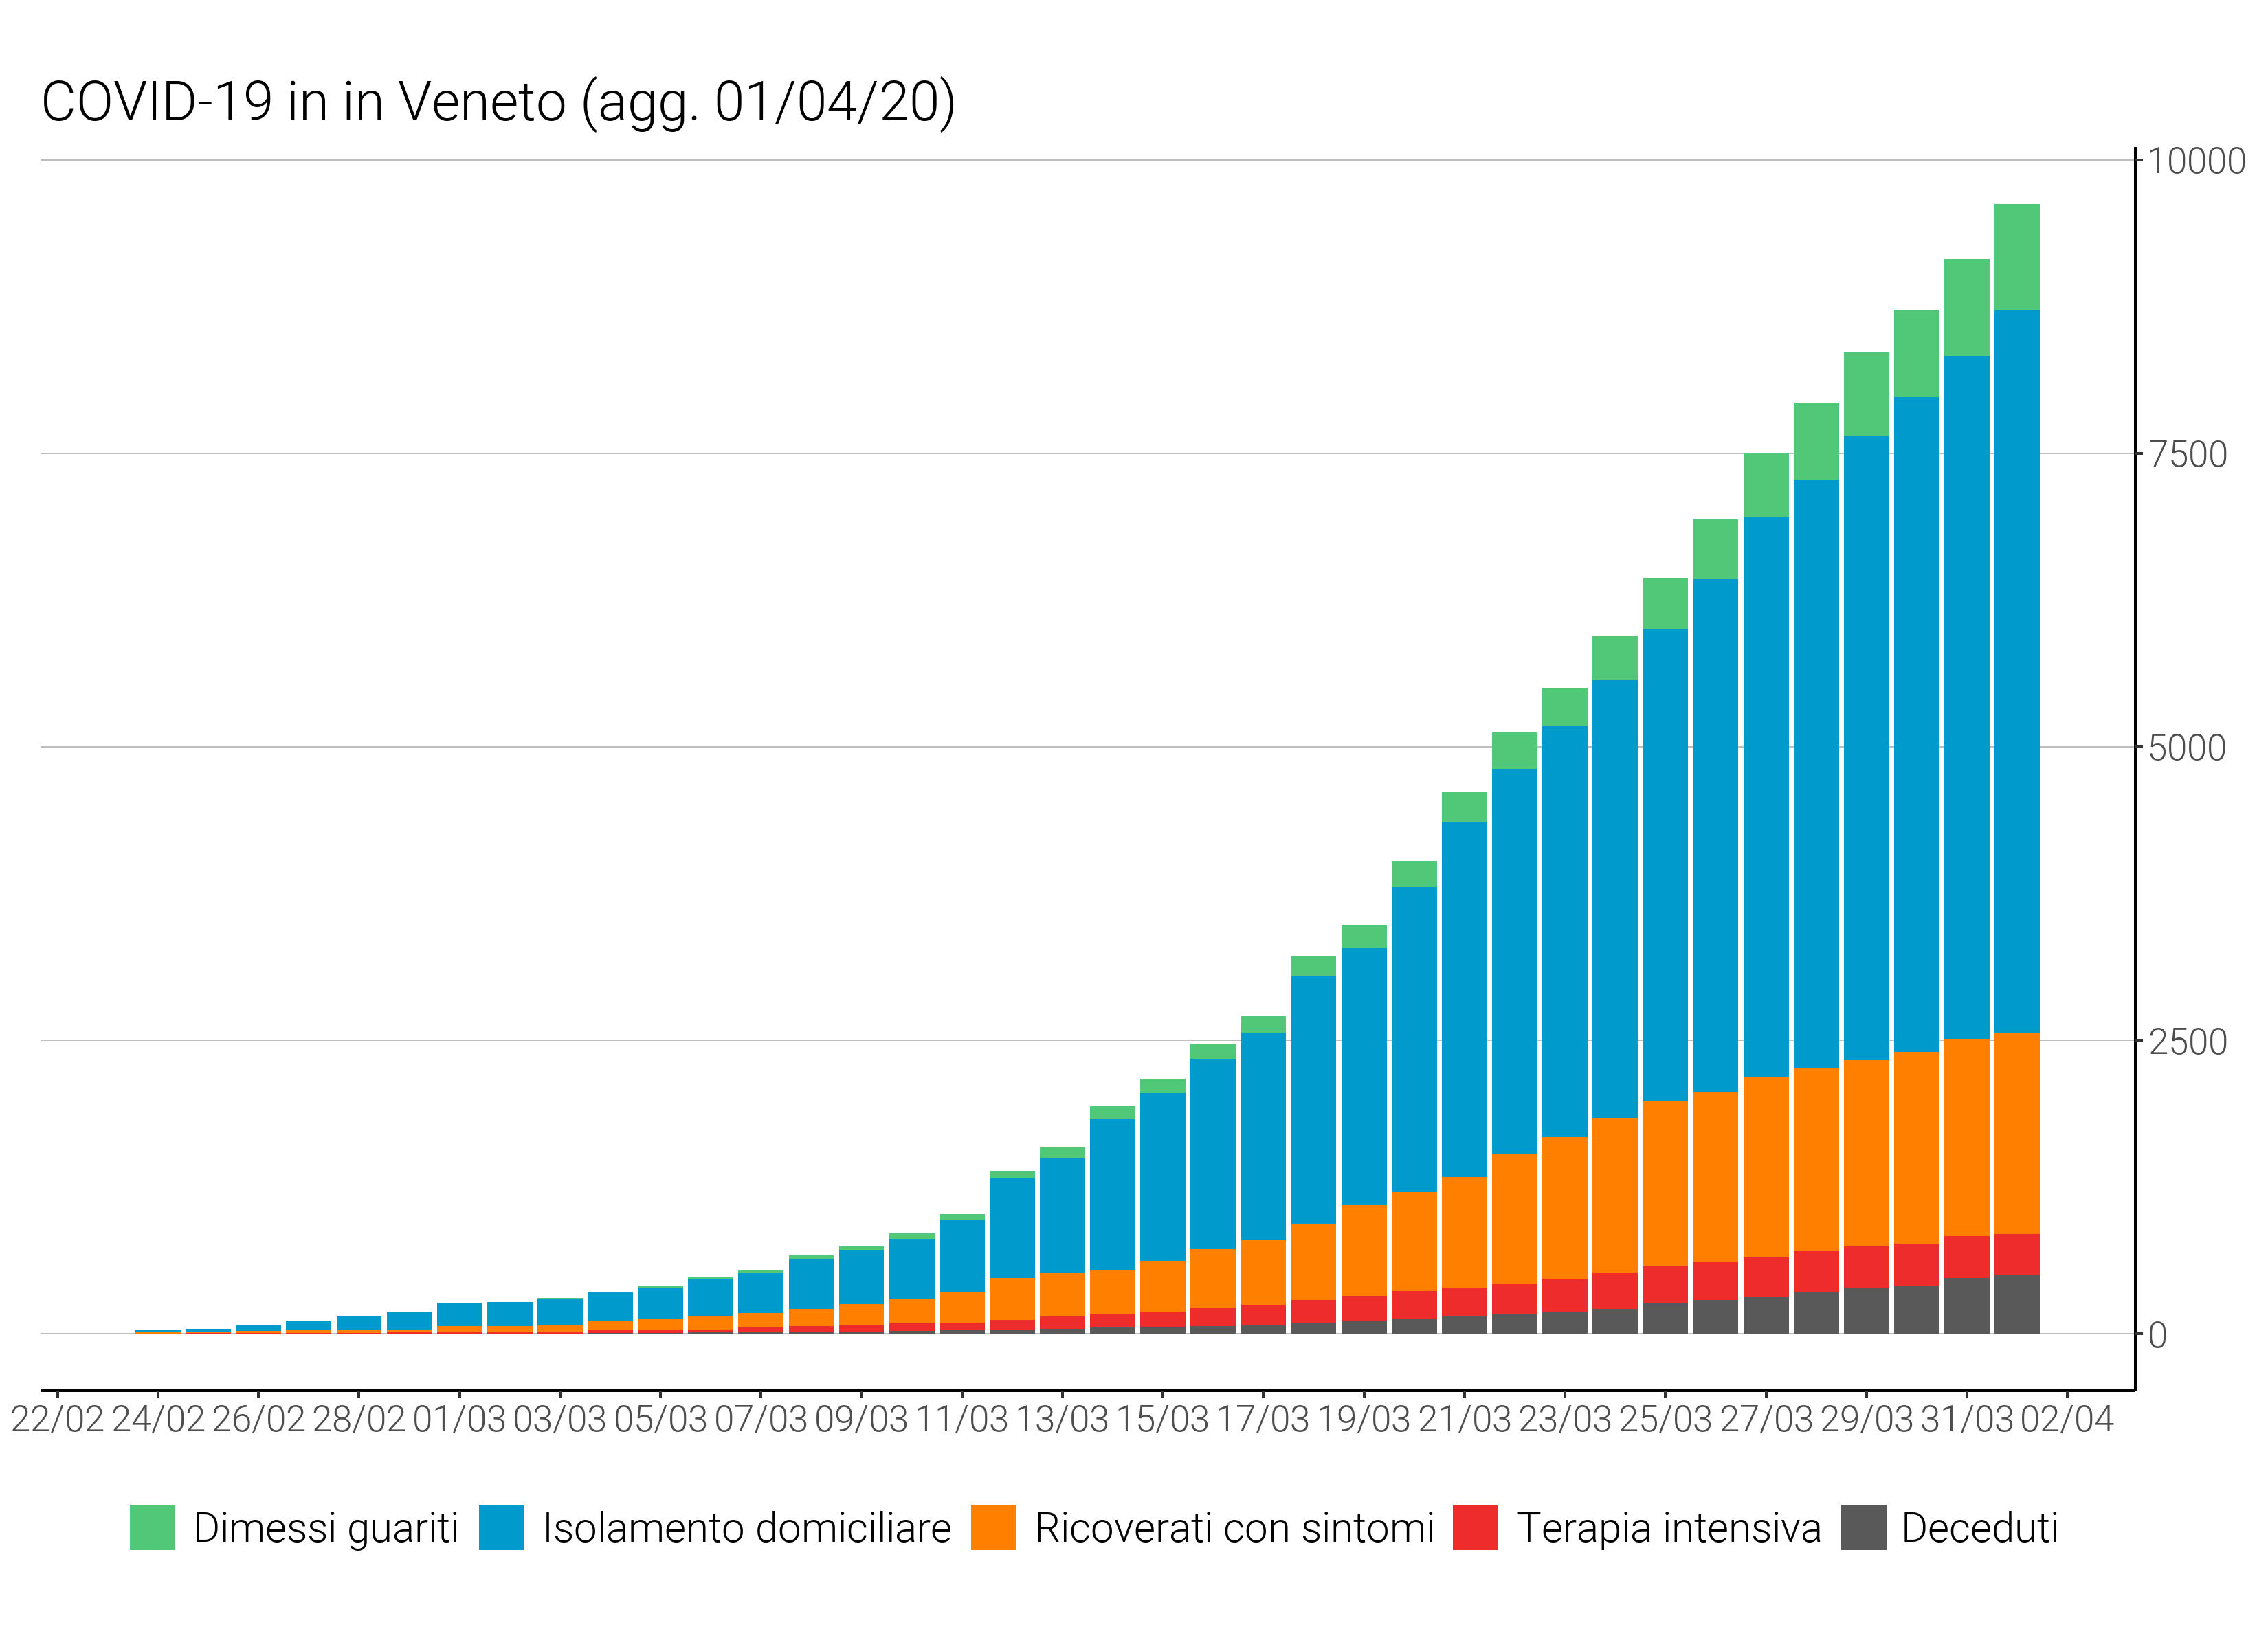 COVID-19 in in Veneto (agg. 01/04/20)
10000
7500
5000
2500
0
22/02 24/02 26/02 28/02 01/03 03/03 05/03 07/03 09/03 11/03 13/03 15/03 17/03 19/03 21/03 23/03 25/03 27/03 29/03 31/03 02/04
Dimessi guariti Isolamento domiciliare Ricoverati con sintomi Terapia intensiva Deceduti